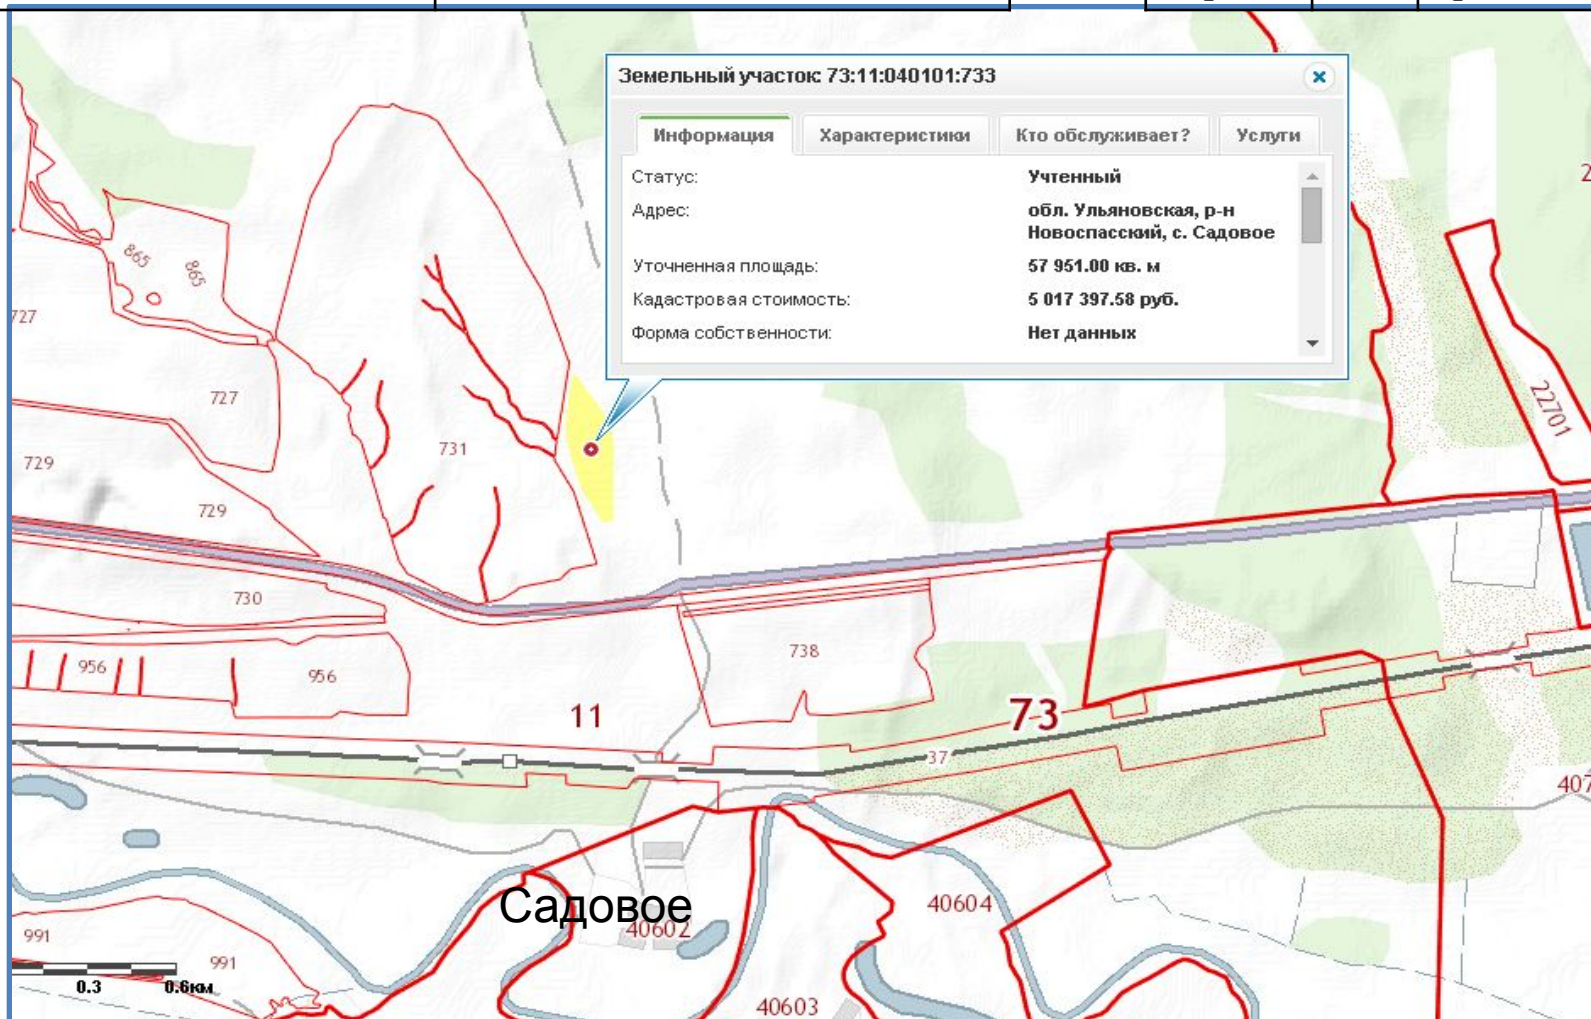 Земельный участок: 73:11:040101:733
Информация
Характеристики
Кто обслуживает?
Услуги
Статус:
Учтенный
Адрес:
обл. Ульяновская, р-н
Новоспасский, с. Садовое
Уточненная площадь:
57 951.00 кв. м
Кадастровая стоимость:
5 017 397.58 руб.
Форма собственности:
Нет данных
2
865
865
727
727
22701
731
729
729
730
738
956
956
11
73
37
407
Садовое
40602
40604
991
991
0.3
0.6км
40603